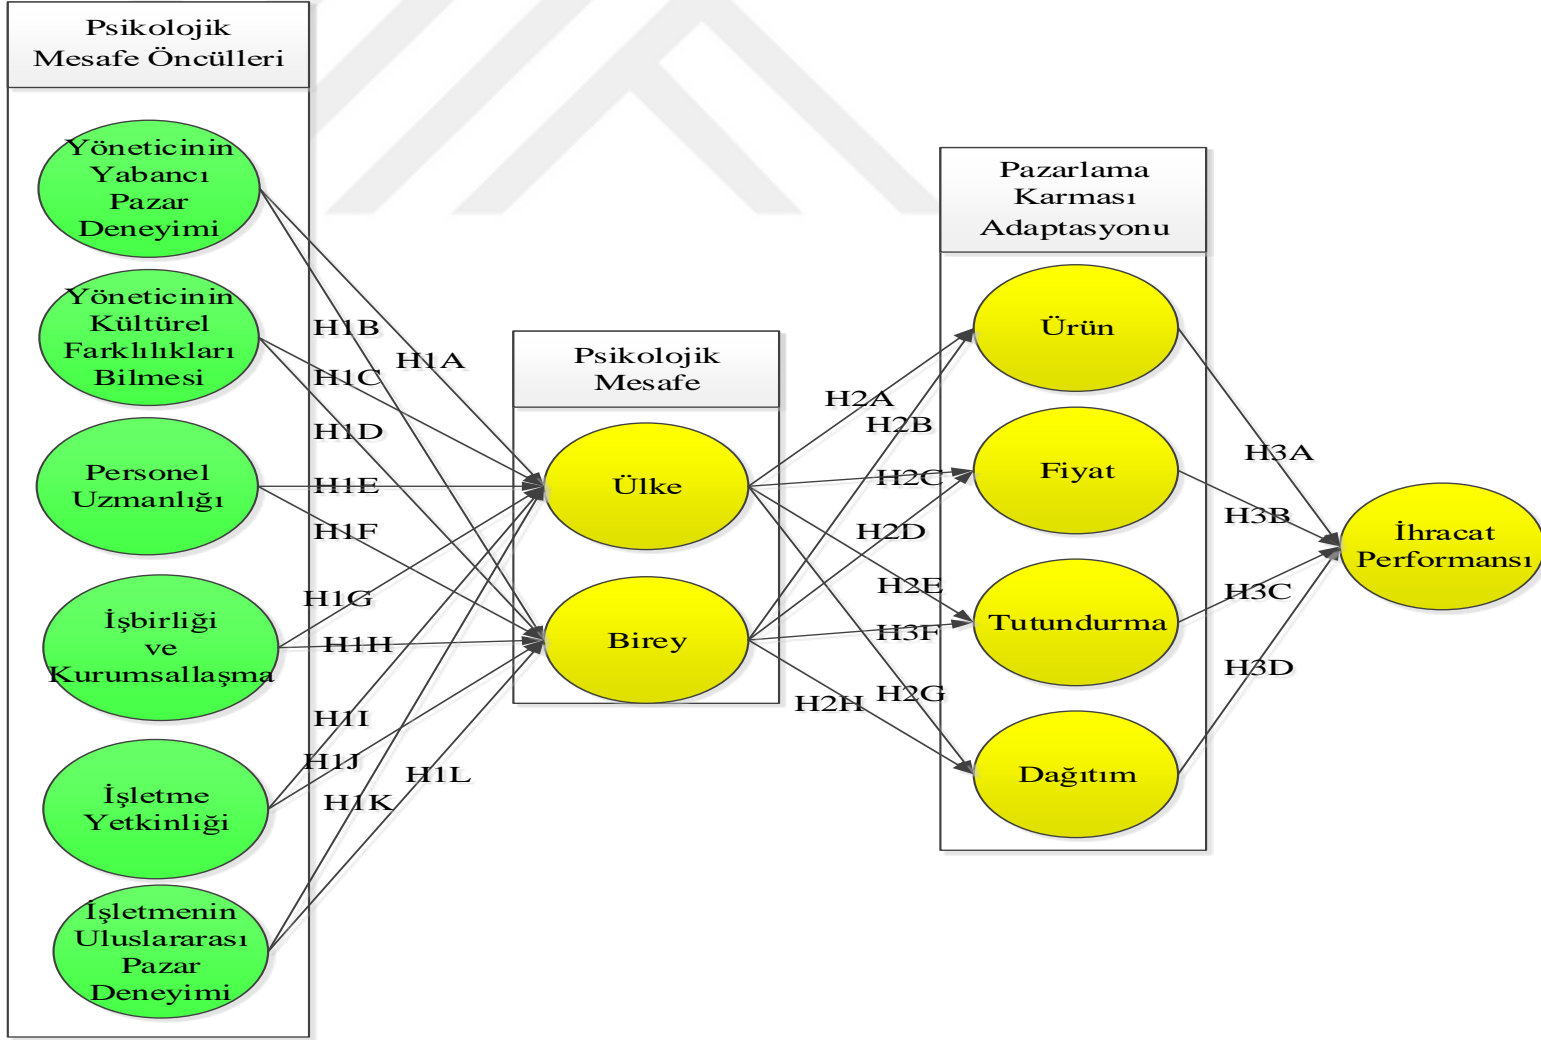 Psikolojik
Mesafe Öncülleri
Yöneticinin
Yabancı
Pazar
Deneyimi
Yöneticinin
Kültürel
Farklılıkları
Bilmesi
Personel
Uzmanlığı
İşbirliği
ve
Kurumsallaşma
İşletme
Yetkinliği
İşletmenin
Uluslararası
Pazar
Deneyimi
H1B
H1A
H1C
H1D
H1E
H1F
H1G
H1H
H1I
H1J
H1L
H1K
Psikolojik
Mesafe
Ülke
Birey
H2A
H2B
H2C
H2D
H2E
H3F
H2G
H2H
Pazarlama
Karması
Adaptasyonu
Ürün
Fiyat
Tutundurma
Dağıtım
H3A
H3B
H3C
H3D
İhracat
Performansı